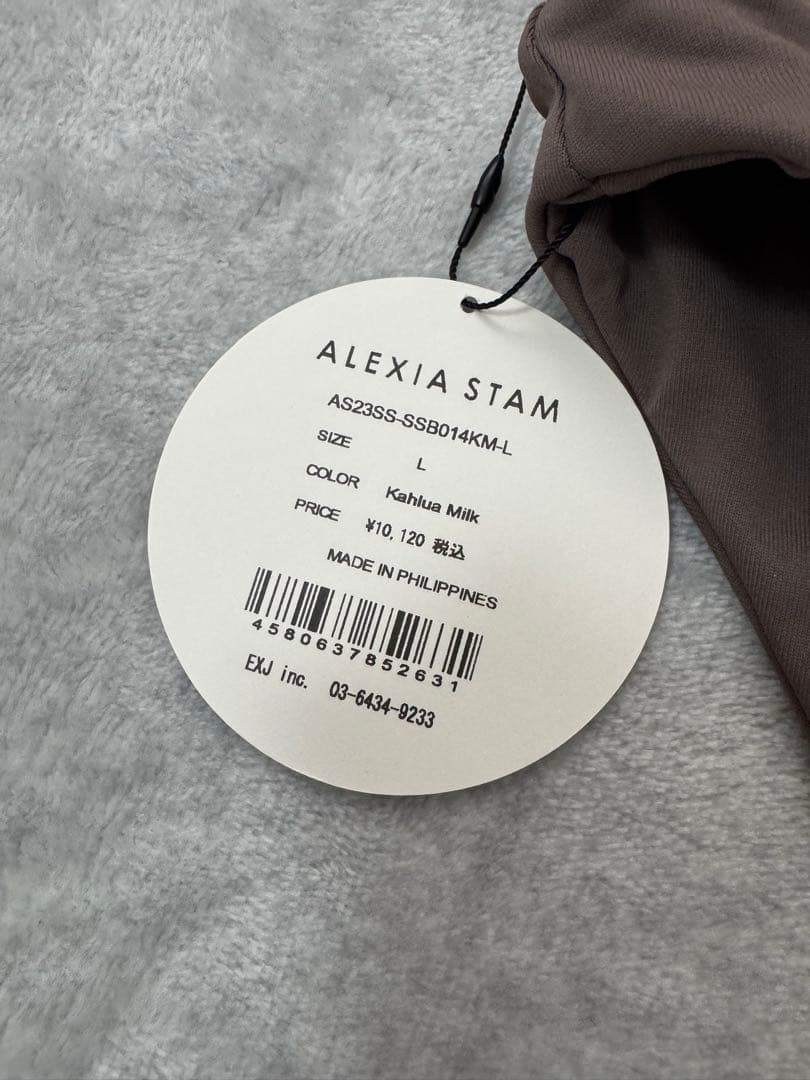 ALEXIA STAM
AS23SS-SSB014KM-L
SIZE L
COLOR Kahlua Milk
PRICE ¥10,120 税込
MADE IN PHILIPPINES
4580637852631
EXJ inc. 03-6434-9233